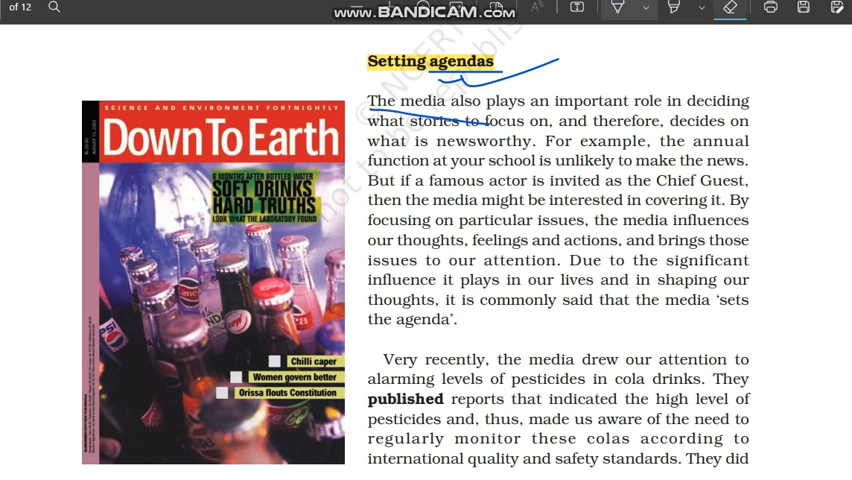 of 12
www.BANDICAM.com
Setting agendas
The media also plays an important role in deciding
what stories to focus on, and therefore, decides on
what is newsworthy. For example, the annual
function at your school is unlikely to make the news.
But if a famous actor is invited as the Chief Guest,
then the media might be interested in covering it. By
focusing on particular issues, the media influences
our thoughts, feelings and actions, and brings those
issues to our attention. Due to the significant
influence it plays in our lives and in shaping our
thoughts, it is commonly said that the media ‘sets
the agenda’.
Very recently, the media drew our attention to
alarming levels of pesticides in cola drinks. They
published reports that indicated the high level of
pesticides and, thus, made us aware of the need to
regularly monitor these colas according to
international quality and safety standards. They did
SCIENCE AND ENVIRONMENT FORTNIGHTLY
Down To Earth
6 MONTHS AFTER BOTTLED WATER
SOFT DRINKS
HARD TRUTHS
LOOK WHAT THE LABORATORY FOUND
Chilli caper
Women govern better
Orissa flouts Constitution